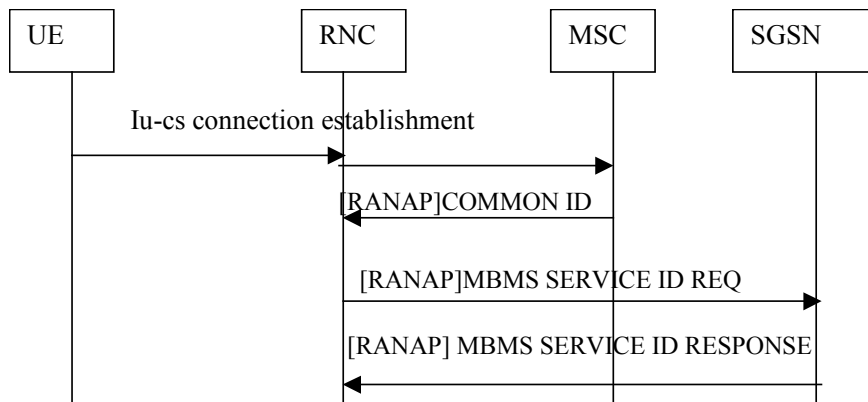 UE RNC MSC SGSN
Iu-cs connection establishment
[RANAP]COMMON ID
[RANAP]MBMS SERVICE ID REQ
[RANAP] MBMS SERVICE ID RESPONSE